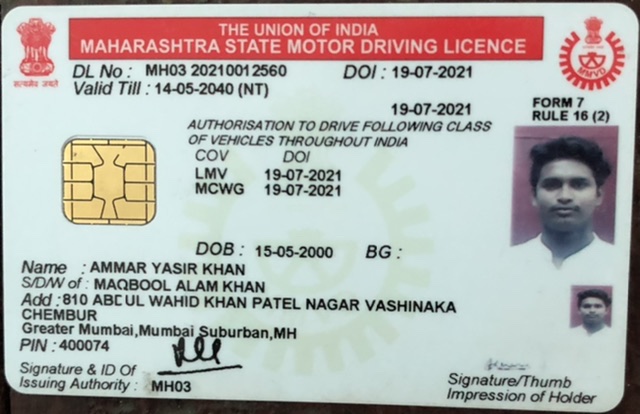 THE UNION OF INDIA
MAHARASHTRA STATE MOTOR DRIVING LICENCE
सत्यमेव जयते
MMVD
DL No : MH03 20210012560 DOI : 19-07-2021
Valid Till : 14-05-2040 (NT)
19-07-2021
FORM 7
RULE 16 (2)
AUTHORISATION TO DRIVE FOLLOWING CLASS
OF VEHICLES THROUGHOUT INDIA
COV DOI
LMV 19-07-2021
MCWG 19-07-2021
DOB : 15-05-2000 BG :
Name : AMMAR YASIR KHAN
S/D/W of : MAQBOOL ALAM KHAN
Add : 810 ABDUL WAHID KHAN PATEL NAGAR VASHINAKA
CHEMBUR
Greater Mumbai,Mumbai Suburban,MH
PIN : 400074
Signature & ID Of
Issuing Authority : MH03
Signature/Thumb
Impression of Holder